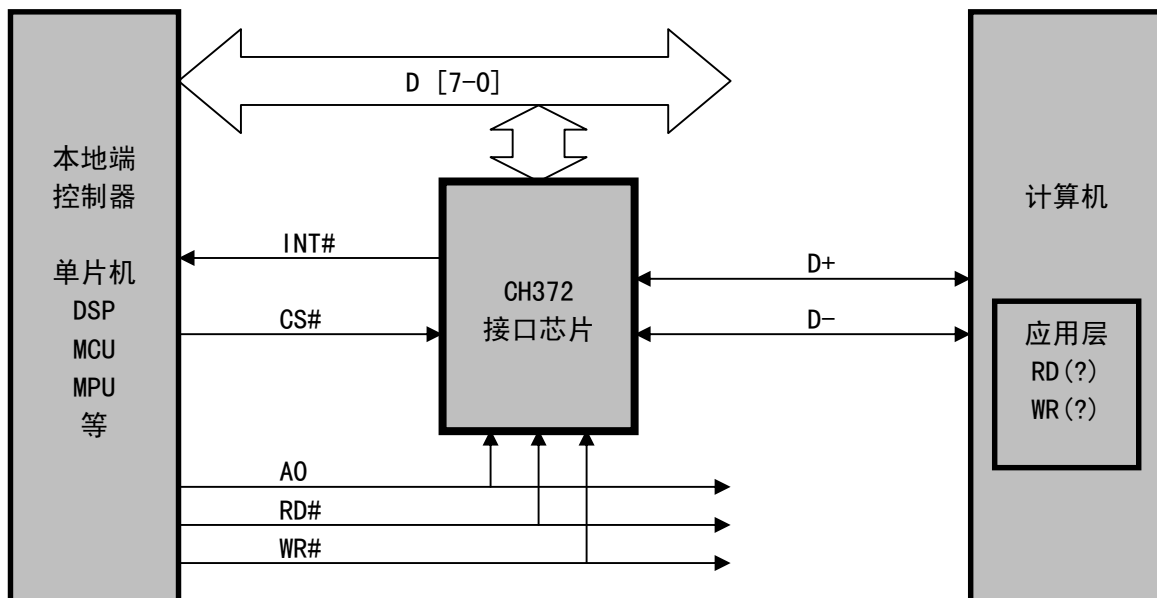 D [7-0]
本地端
控制器
单片机
DSP
MCU
MPU
等
INT#
CS#
CH372
接口芯片
D+
D-
计算机
应用层
RD(?)
WR(?)
A0
RD#
WR#